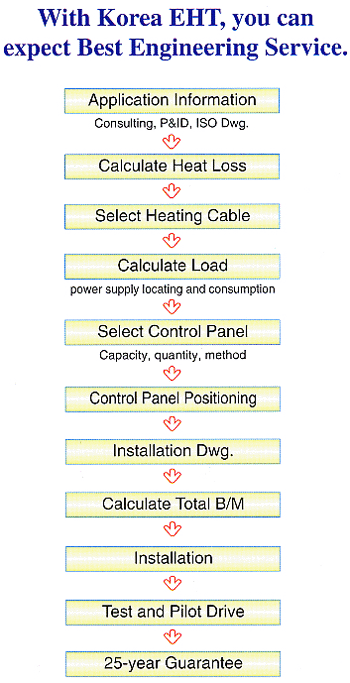 With Korea EHT, you can
expect Best Engineering Service.
Application Information
Consulting, P&ID, ISO Dwg.
Calculate Heat Loss
Select Heating Cable
Calculate Load
power supply locating and consumption
Select Control Panel
Capacity, quantity, method
Control Panel Positioning
Installation Dwg.
Calculate Total B/M
Installation
Test and Pilot Drive
25-year Guarantee